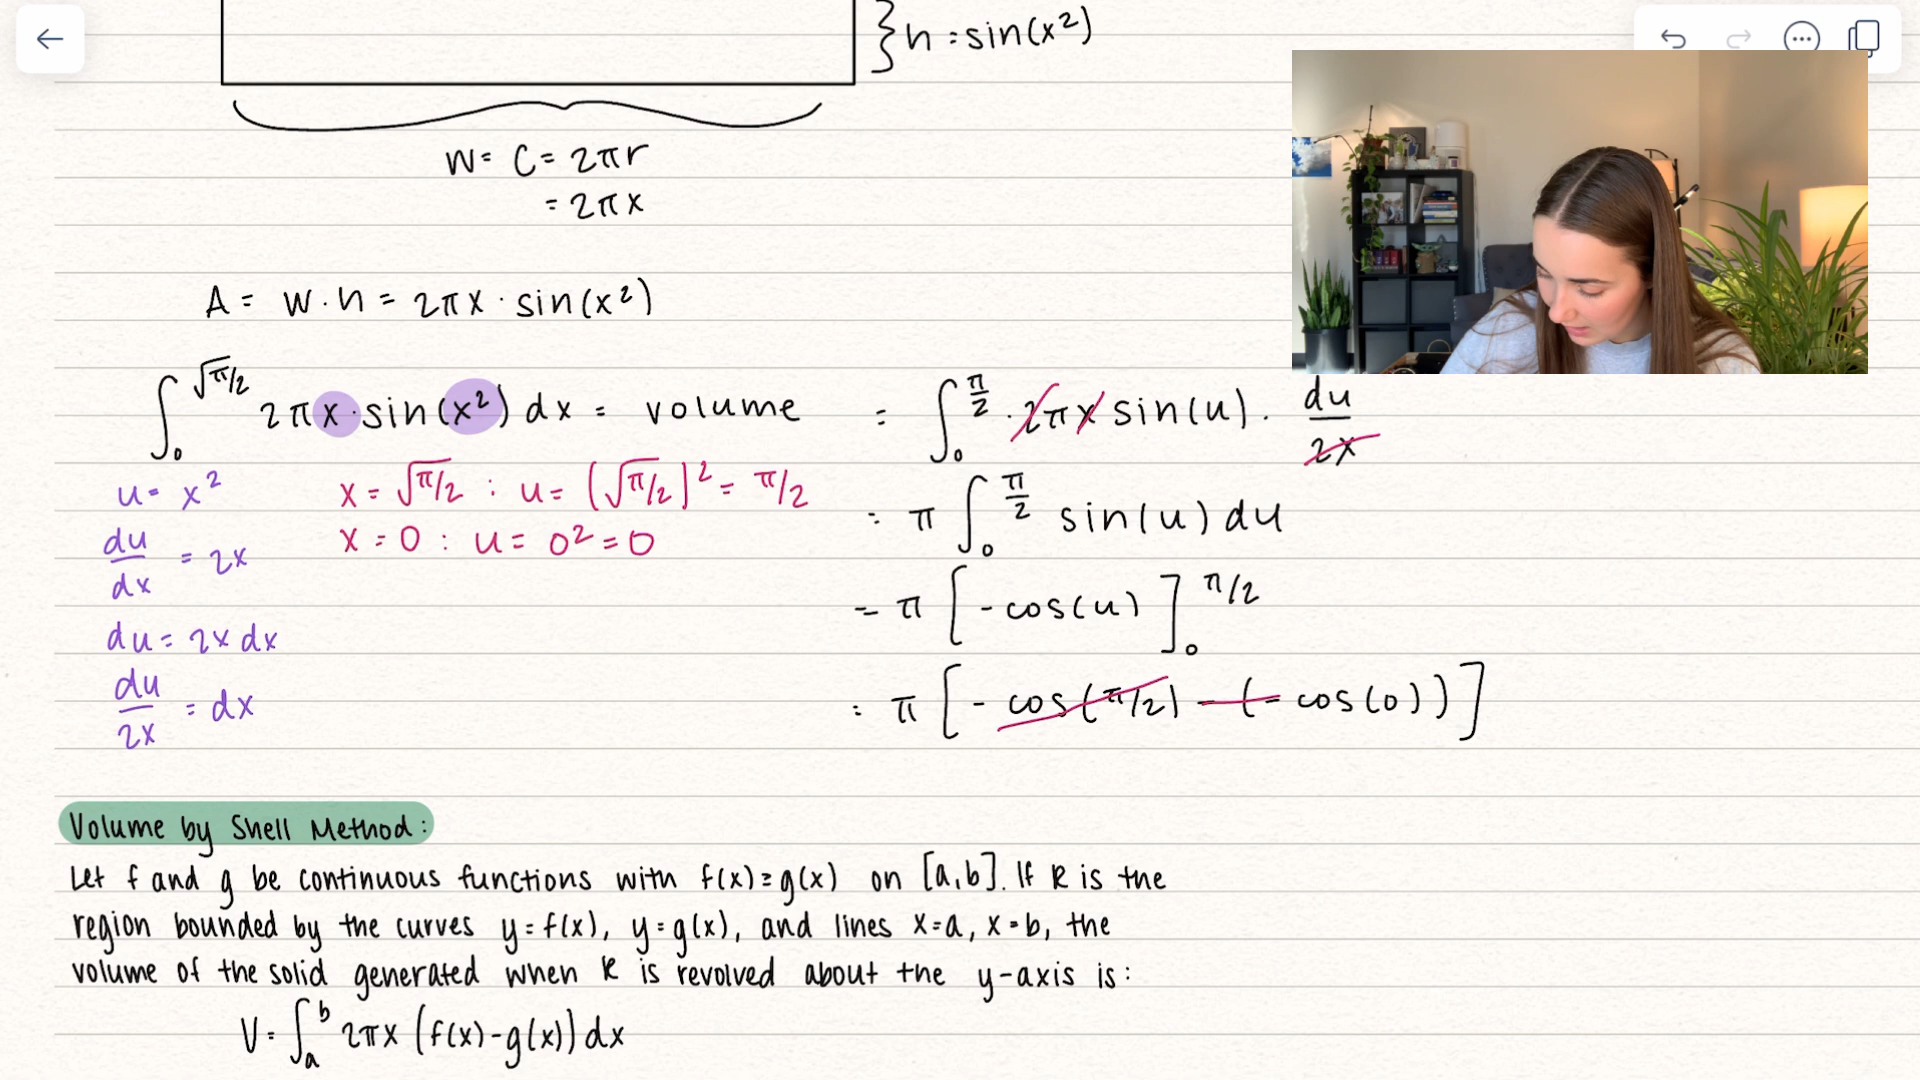 h = sin(x²)
W = C = 2πr
= 2πx
A = W · h = 2πx · sin(x²)
∫₀^√π/2 2πx · sin(x²) dx = volume
u = x²
du/dx = 2x
du = 2x dx
du/2x = dx
x = √π/2 : u = (√π/2)² = π/2
x = 0 : u = 0² = 0
= ∫₀^π/2 · 2πx sin(u) · du/2x
= π ∫₀^π/2 sin(u) du
= π [-cos(u)]₀^π/2
= π [-cos(π/2) - (-cos(0))]
Volume by Shell Method:
Let f and g be continuous functions with f(x) ≥ g(x) on [a,b]. If R is the
region bounded by the curves y = f(x), y = g(x), and lines x = a, x = b, the
volume of the solid generated when R is revolved about the y-axis is:
V = ∫ₐᵇ 2πx (f(x) - g(x)) dx